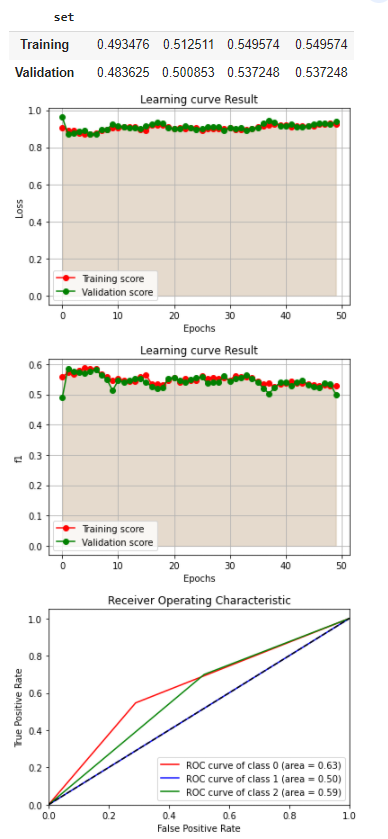 set
Training 0.493476 0.512511 0.549574 0.549574
Validation 0.483625 0.500853 0.537248 0.537248
Learning curve Result
1.0
0.8
0.6
0.4
0.2
0.0
Loss
Training score
Validation score
0 10 20 30 40 50
Epochs
Learning curve Result
0.6
0.5
0.4
0.3
0.2
0.1
0.0
f1
Training score
Validation score
0 10 20 30 40 50
Epochs
Receiver Operating Characteristic
1.0
0.8
0.6
0.4
0.2
0.0
True Positive Rate
ROC curve of class 0 (area = 0.63)
ROC curve of class 1 (area = 0.50)
ROC curve of class 2 (area = 0.59)
0.0 0.2 0.4 0.6 0.8 1.0
False Positive Rate